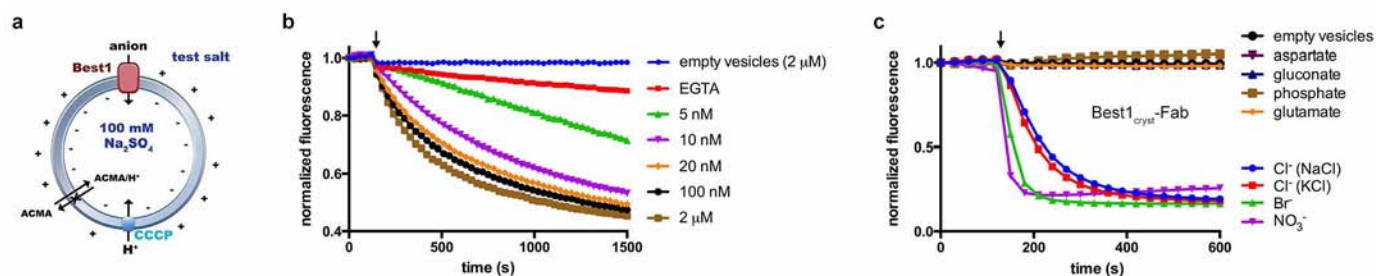 a
anion
Best1
test salt
100 mM
Na₂SO₄
ACMA/H⁺
ACMA
CCCP
H⁺
+ + + + + + + + + + + + +
- - - - - - - - - - - -
b
normalized fluorescence
1.0
0.8
0.6
0.4
0
500
1000
1500
time (s)
empty vesicles (2 µM)
EGTA
5 nM
10 nM
20 nM
100 nM
2 µM
c
normalized fluorescence
1.0
0.5
0.0
0
200
400
600
time (s)
Best1cryst-Fab
empty vesicles
aspartate
gluconate
phosphate
glutamate
Cl⁻ (NaCl)
Cl⁻ (KCl)
Br⁻
NO₃⁻